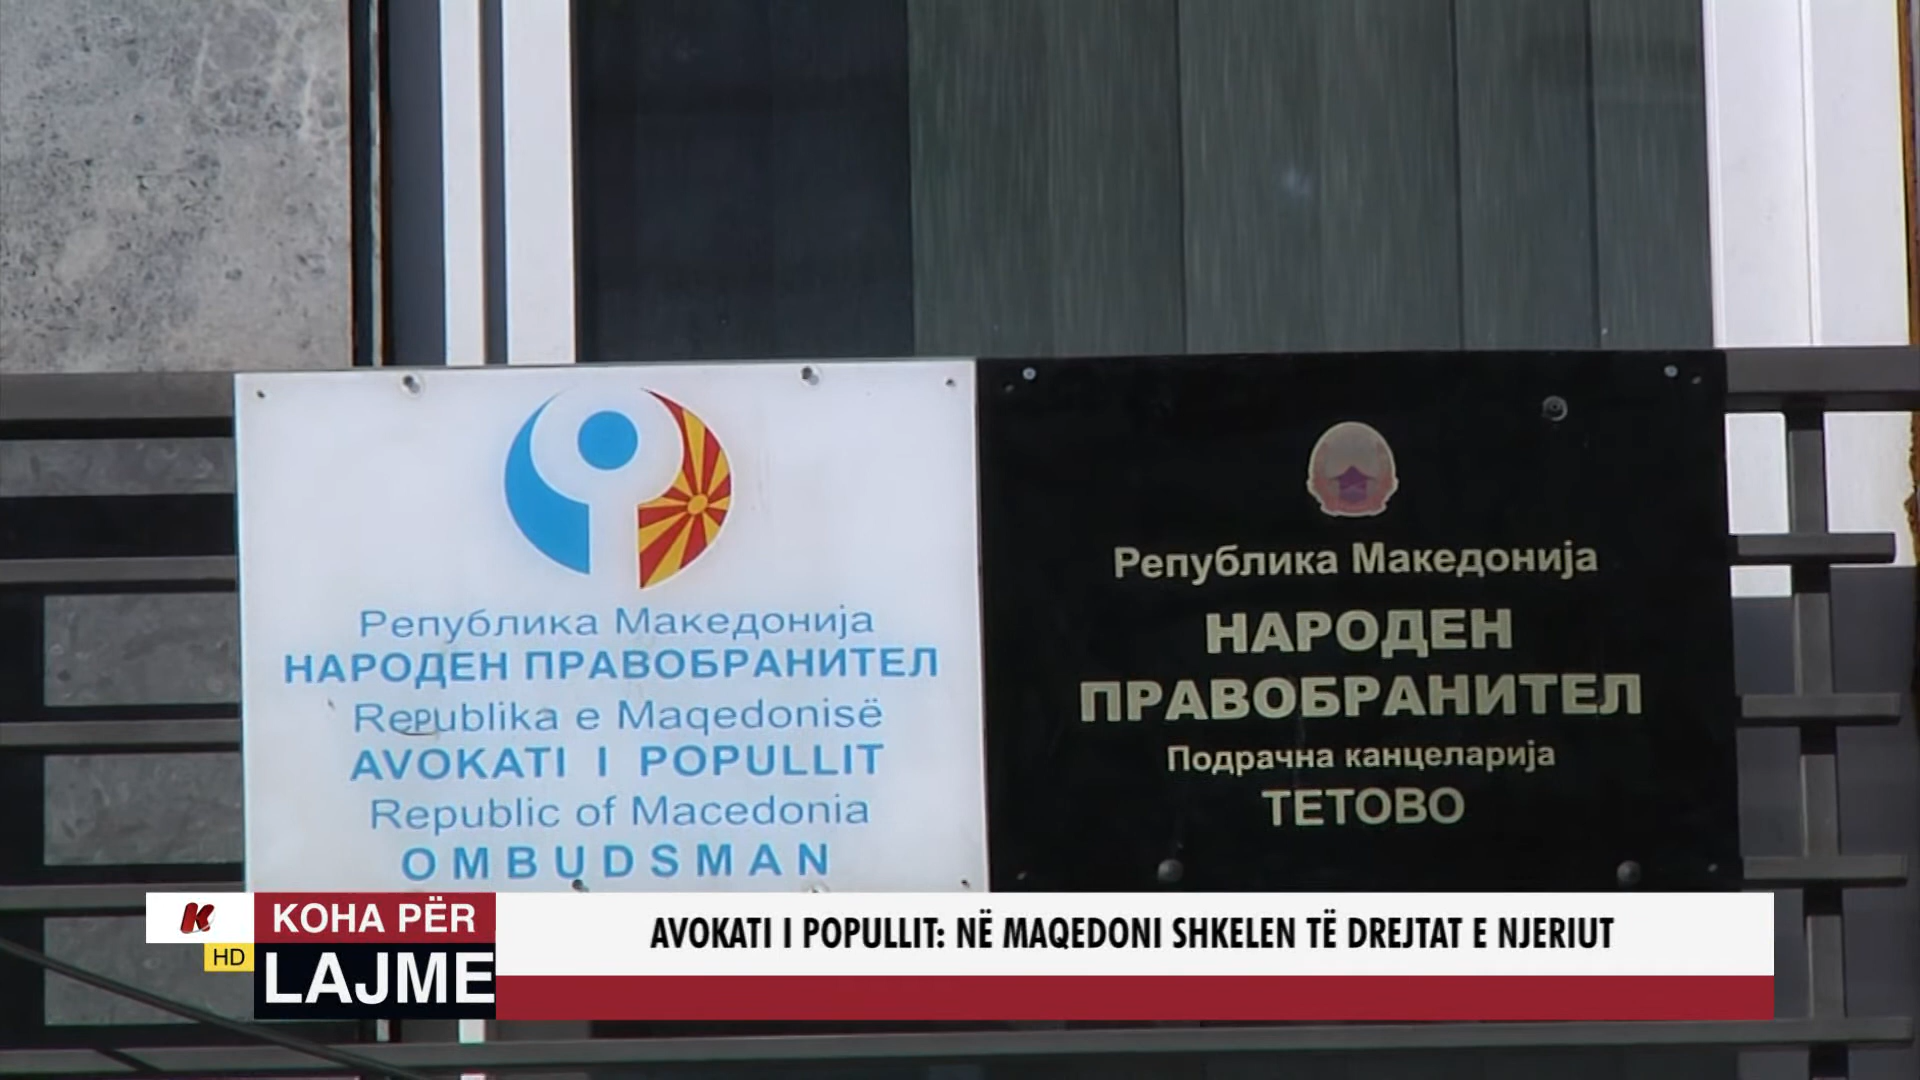 Република Македонија
НАРОДЕН ПРАВОБРАНИТЕЛ
Republika e Maqedonisë
AVOKATI I POPULLIT
Republic of Macedonia
OMBUDSMAN
Република Македонија
НАРОДЕН
ПРАВОБРАНИТЕЛ
Подрачна канцеларија
ТЕТОВО
K
HD
KOHA PËR
LAJME
AVOKATI I POPULLIT: NË MAQEDONI SHKELEN TË DREJTAT E NJERIUT